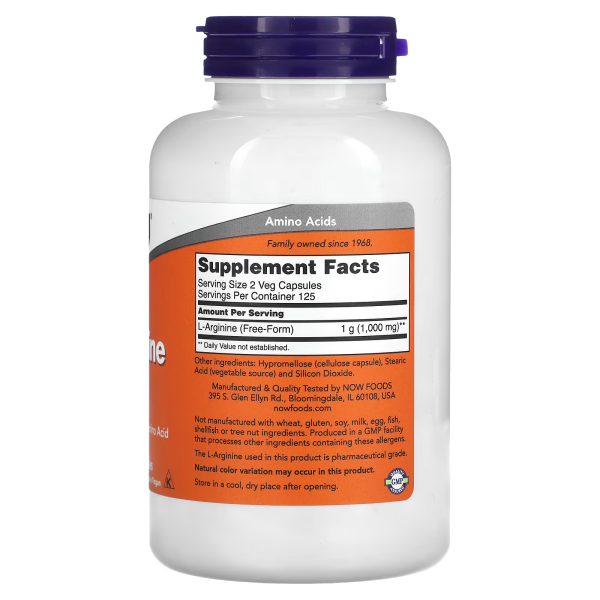 Amino Acids
Family owned since 1968.
Supplement Facts
Serving Size 2 Veg Capsules
Servings Per Container 125
Amount Per Serving
L-Arginine (Free-Form) 1 g (1,000 mg)**
** Daily Value not established.
Other ingredients: Hypromellose (cellulose capsule), Stearic
Acid (vegetable source) and Silicon Dioxide.
Manufactured & Quality Tested by NOW FOODS
395 S. Glen Ellyn Rd., Bloomingdale, IL 60108, USA
nowfoods.com
Not manufactured with wheat, gluten, soy, milk, egg, fish,
shellfish or tree nut ingredients. Produced in a GMP facility
that processes other ingredients containing these allergens.
The L-Arginine used in this product is pharmaceutical grade.
Natural color variation may occur in this product.
Store in a cool, dry place after opening.
ine
Acid
K
GMP